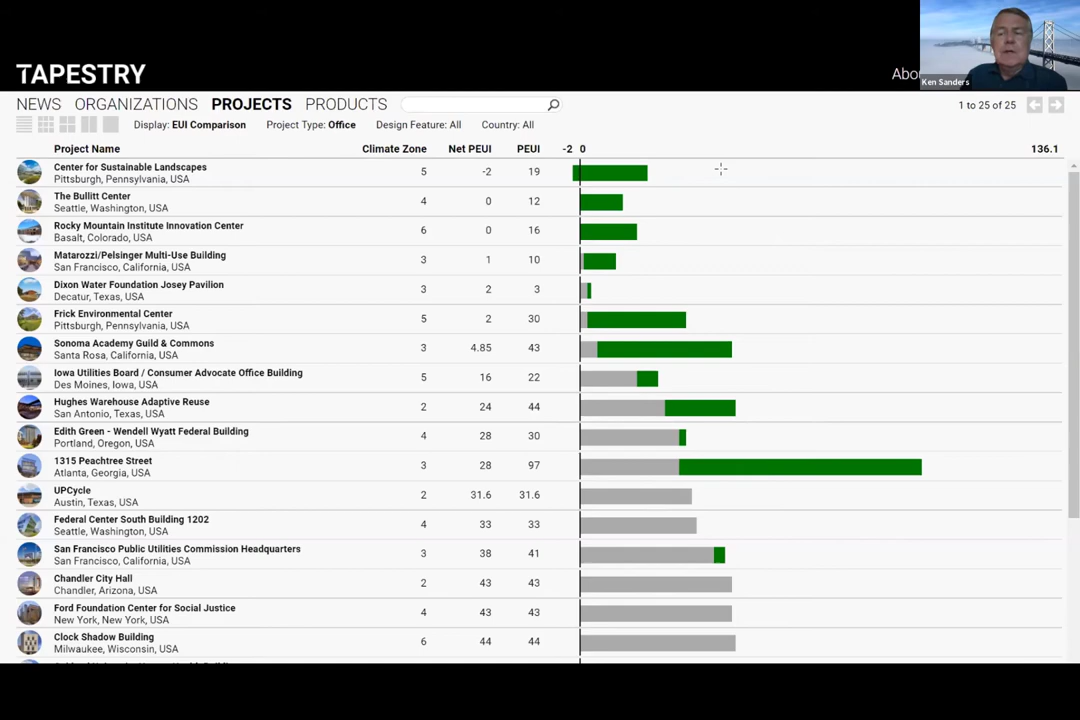 TAPESTRY
Abo
Ken Sanders
NEWS ORGANIZATIONS PROJECTS PRODUCTS
1 to 25 of 25
Display: EUI Comparison Project Type: Office Design Feature: All Country: All
Project Name Climate Zone Net PEUI PEUI -2 0 136.1
Center for Sustainable Landscapes 5 -2 19
Pittsburgh, Pennsylvania, USA
The Bullitt Center 4 0 12
Seattle, Washington, USA
Rocky Mountain Institute Innovation Center 6 0 16
Basalt, Colorado, USA
Matarozzi/Pelsinger Multi-Use Building 3 1 10
San Francisco, California, USA
Dixon Water Foundation Josey Pavilion 3 2 3
Decatur, Texas, USA
Frick Environmental Center 5 2 30
Pittsburgh, Pennsylvania, USA
Sonoma Academy Guild & Commons 3 4.85 43
Santa Rosa, California, USA
Iowa Utilities Board / Consumer Advocate Office Building 5 16 22
Des Moines, Iowa, USA
Hughes Warehouse Adaptive Reuse 2 24 44
San Antonio, Texas, USA
Edith Green - Wendell Wyatt Federal Building 4 28 30
Portland, Oregon, USA
1315 Peachtree Street 3 28 97
Atlanta, Georgia, USA
UPCycle 2 31.6 31.6
Austin, Texas, USA
Federal Center South Building 1202 4 33 33
Seattle, Washington, USA
San Francisco Public Utilities Commission Headquarters 3 38 41
San Francisco, California, USA
Chandler City Hall 2 43 43
Chandler, Arizona, USA
Ford Foundation Center for Social Justice 4 43 43
New York, New York, USA
Clock Shadow Building 6 44 44
Milwaukee, Wisconsin, USA